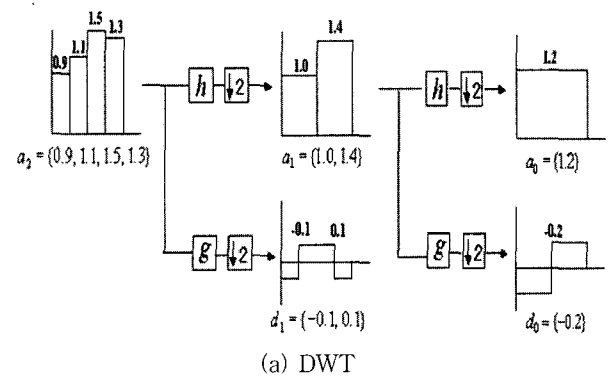 0.9 1.1 1.5 1.3
h ↓2
1.0 1.4
h ↓2
1.2
a₂ = {0.9, 1.1, 1.5, 1.3}
a₁ = {1.0, 1.4}
a₀ = {1.2}
g ↓2
-0.1 0.1
g ↓2
-0.2
d₁ = {-0.1, 0.1}
d₀ = {-0.2}
(a) DWT